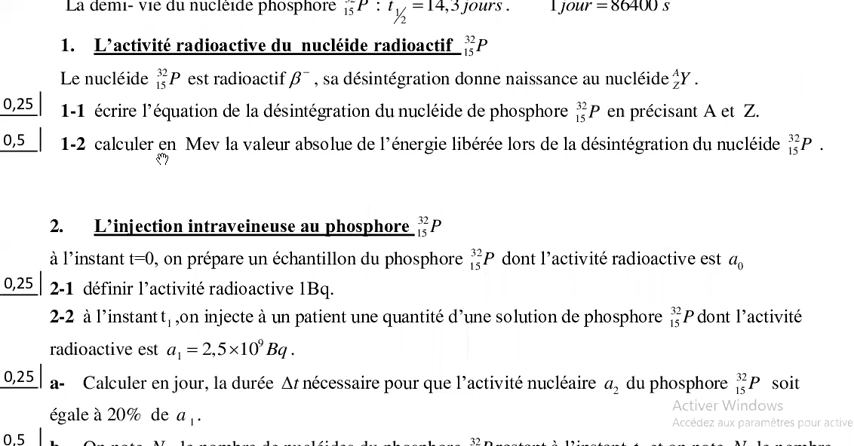 La demi- vie du nucléide phosphore ³²₁₅P : t₁/₂ = 14,3 jours . 1 jour = 86400 s
1. L'activité radioactive du nucléide radioactif ³²₁₅P
Le nucléide ³²₁₅P est radioactif β⁻ , sa désintégration donne naissance au nucléide ᴬ_ZY .
0,25 1-1 écrire l'équation de la désintégration du nucléide de phosphore ³²₁₅P en précisant A et Z.
0,5 1-2 calculer en Mev la valeur absolue de l'énergie libérée lors de la désintégration du nucléide ³²₁₅P .
2. L'injection intraveineuse au phosphore ³²₁₅P
à l'instant t=0, on prépare un échantillon du phosphore ³²₁₅P dont l'activité radioactive est a₀
0,25 2-1 définir l'activité radioactive 1Bq.
2-2 à l'instant t₁ ,on injecte à un patient une quantité d'une solution de phosphore ³²₁₅P dont l'activité
radioactive est a₁ = 2,5×10⁹ Bq .
0,25 a- Calculer en jour, la durée Δt nécessaire pour que l'activité nucléaire a₂ du phosphore ³²₁₅P soit
égale à 20% de a₁.
Activer Windows
Accédez aux paramètres pour active
0,5